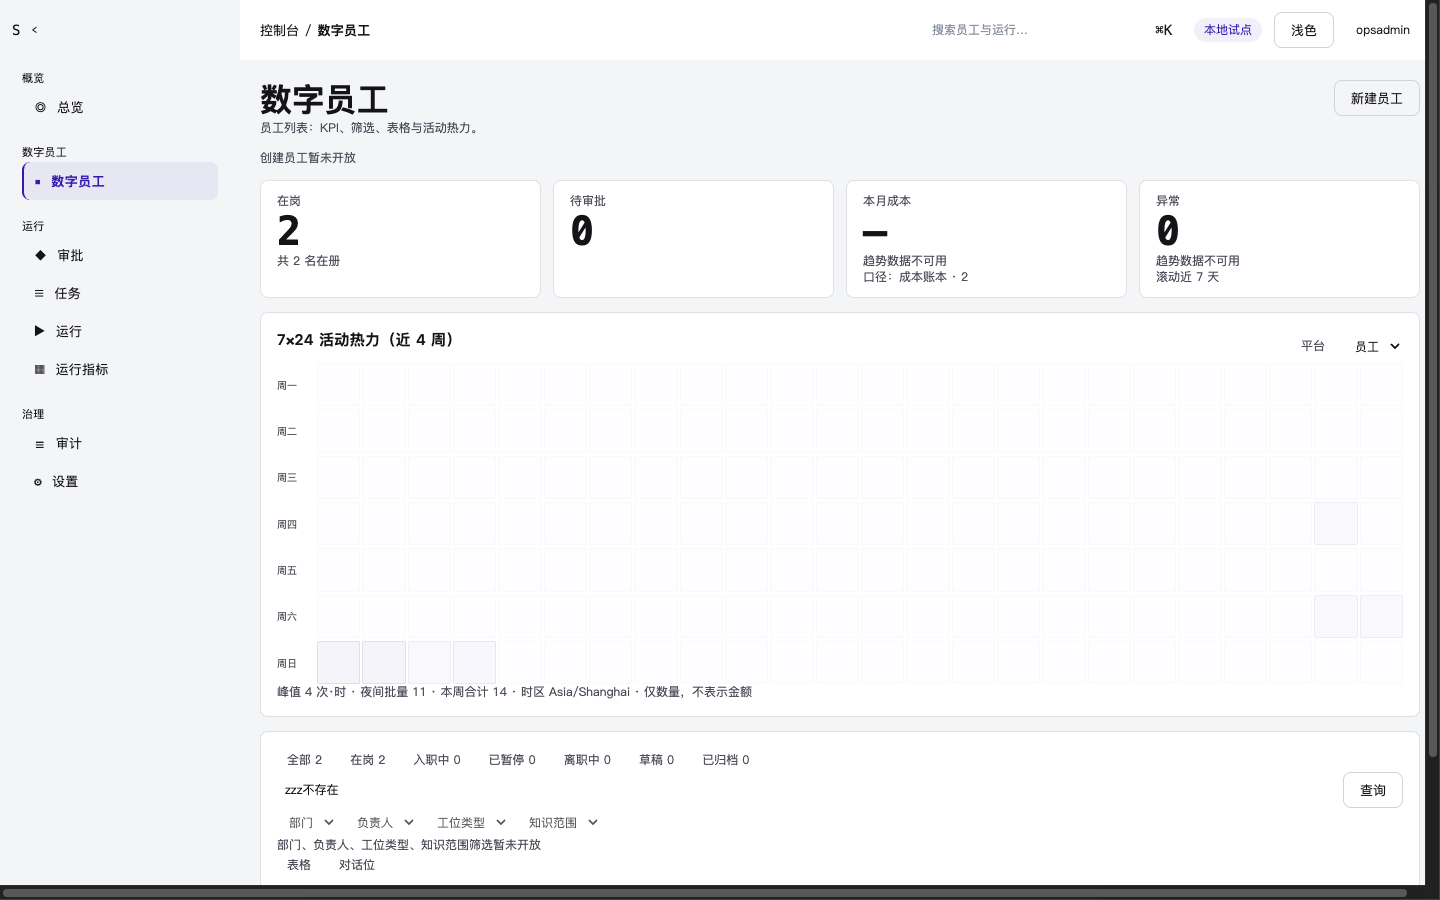 S <
控制台 / 数字员工
搜索员工与运行...
⌘K
本地试点
浅色
opsadmin
概览
总览
数字员工
数字员工
运行
审批
任务
运行
运行指标
治理
审计
设置
数字员工
新建员工
员工列表：KPI、筛选、表格与活动热力。
创建员工暂未开放
在岗
2
共 2 名在册
待审批
0
本月成本
—
趋势数据不可用
口径：成本账本 · 2
异常
0
趋势数据不可用
滚动近 7 天
7×24 活动热力（近 4 周）
平台
员工
周一
周二
周三
周四
周五
周六
周日
峰值 4 次·时 · 夜间批量 11 · 本周合计 14 · 时区 Asia/Shanghai · 仅数量，不表示金额
全部 2 在岗 2 入职中 0 已暂停 0 离职中 0 草稿 0 已归档 0
zzz不存在
查询
部门 负责人 工位类型 知识范围
部门、负责人、工位类型、知识范围筛选暂未开放
表格 对话位